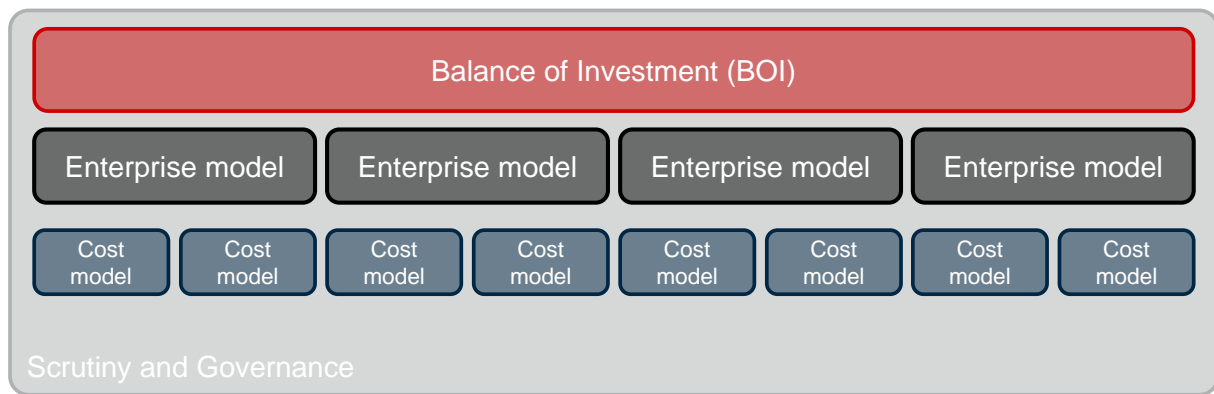 Balance of Investment (BOI)
Enterprise model
Enterprise model
Enterprise model
Enterprise model
Cost
model
Cost
model
Cost
model
Cost
model
Cost
model
Cost
model
Cost
model
Cost
model
Scrutiny and Governance